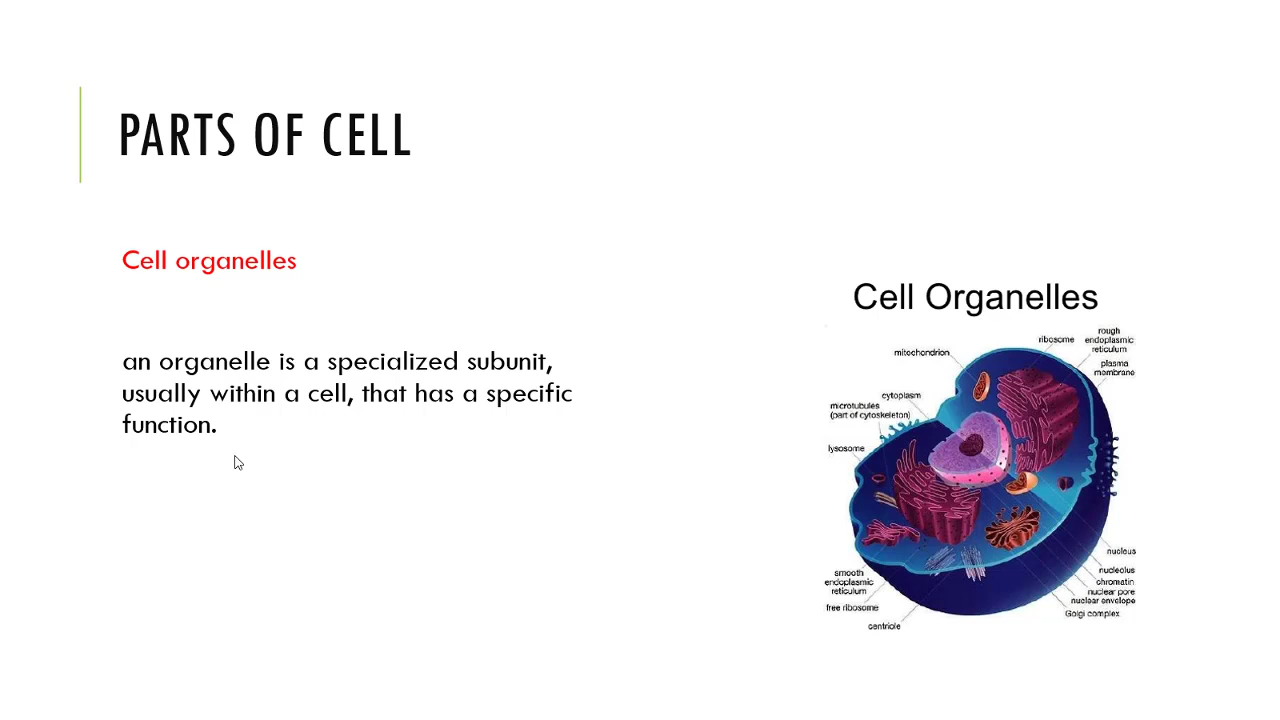 PARTS OF CELL
Cell organelles
an organelle is a specialized subunit,
usually within a cell, that has a specific
function.
Cell Organelles
ribosome
rough
endoplasmic
reticulum
mitochondrion
plasma
membrane
cytoplasm
microtubules
(part of cytoskeleton)
lysosome
nucleus
nucleolus
chromatin
nuclear pore
nuclear envelope
Golgi complex
smooth
endoplasmic
reticulum
free ribosome
centriole